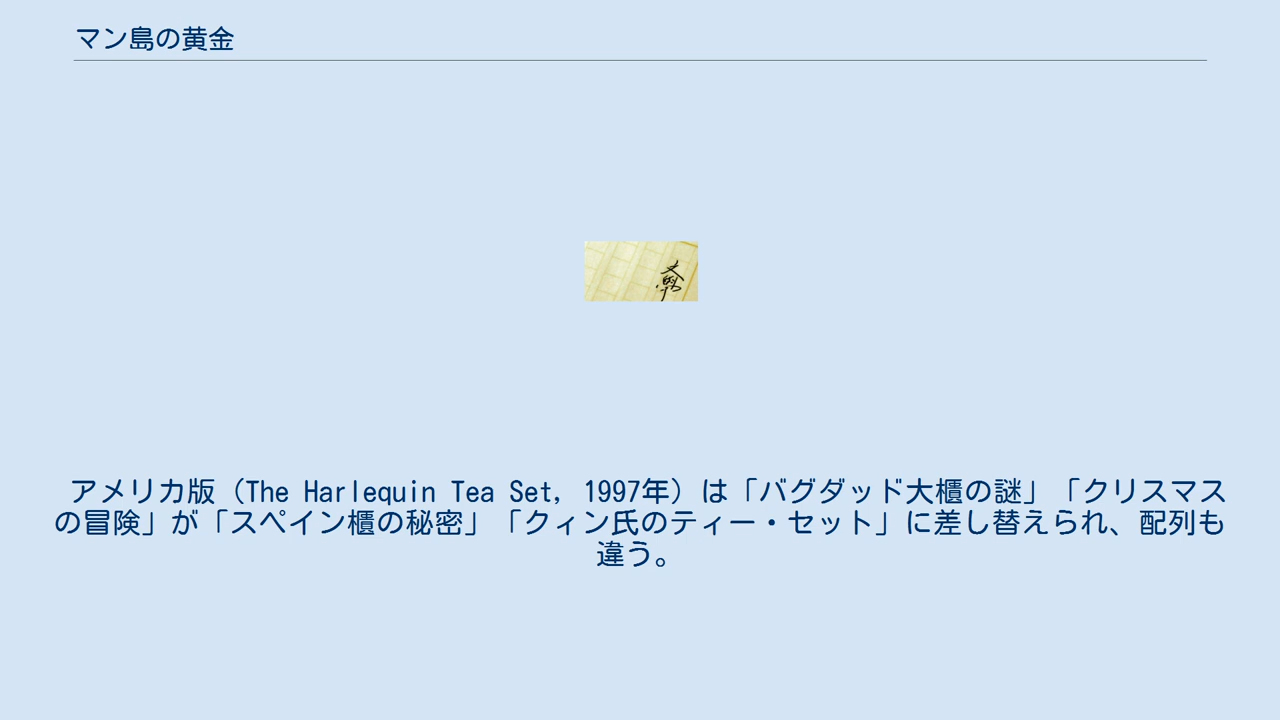 マン島の黄金
アメリカ版（The Harlequin Tea Set, 1997年）は「バグダッド大櫃の謎」「クリスマス
の冒険」が「スペイン櫃の秘密」「クィン氏のティー・セット」に差し替えられ、配列も
違う。